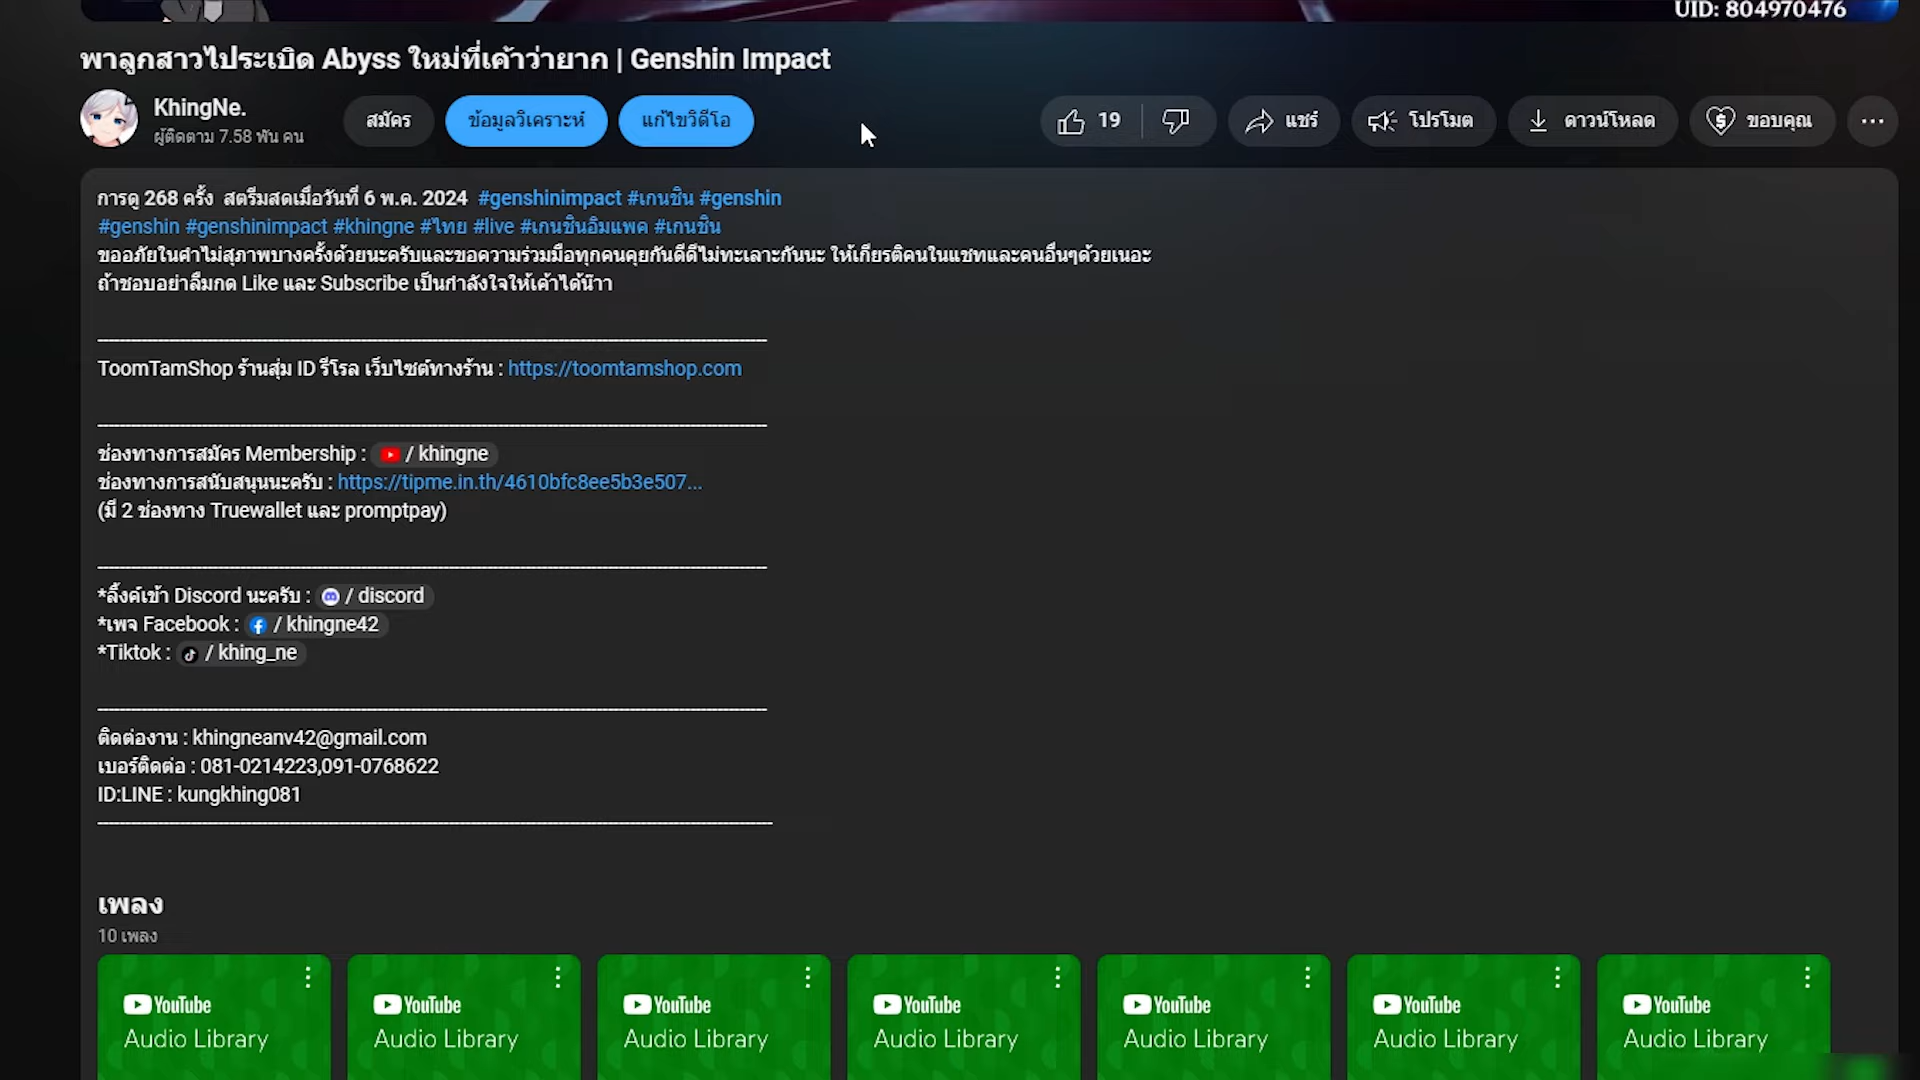 UID: 804970476
พาลูกสาวไประเบิด Abyss ใหม่ที่เค้าว่ายาก | Genshin Impact
KhingNe.
ผู้ติดตาม 7.58 พัน คน
สมัคร
ข้อมูลวิเคราะห์
แก้ไขวิดีโอ
19
แชร์
โปรโมต
ดาวน์โหลด
ขอบคุณ
การดู 268 ครั้ง สตรีมสดเมื่อวันที่ 6 พ.ค. 2024 #genshinimpact #เกนชิน #genshin
#genshin #genshinimpact #khingne #ไทย #live #เกนชินอิมแพค #เกนชิน
ขออภัยในคำไม่สุภาพบางครั้งด้วยนะครับและขอความร่วมมือทุกคนคุยกันดีดีไม่ทะเลาะกันนะ ให้เกียรติคนในแชทและคนอื่นๆด้วยเนอะ
ถ้าชอบอย่าลืมกด Like และ Subscribe เป็นกำลังใจให้เค้าได้น๊าา
ToomTamShop ร้านสุ่ม ID รีโรล เว็บไซต์ทางร้าน : https://toomtamshop.com
ช่องทางการสมัคร Membership : / khingne
ช่องทางการสนับสนุนนะครับ : https://tipme.in.th/4610bfc8ee5b3e507...
(มี 2 ช่องทาง Truewallet และ promptpay)
*ลิ้งค์เข้า Discord นะครับ : / discord
*เพจ Facebook : / khingne42
*Tiktok : / khing_ne
ติดต่องาน : khingneanv42@gmail.com
เบอร์ติดต่อ : 081-0214223,091-0768622
ID:LINE : kungkhing081
เพลง
10 เพลง
YouTube YouTube YouTube YouTube YouTube YouTube YouTube
Audio Library Audio Library Audio Library Audio Library Audio Library Audio Library Audio Library